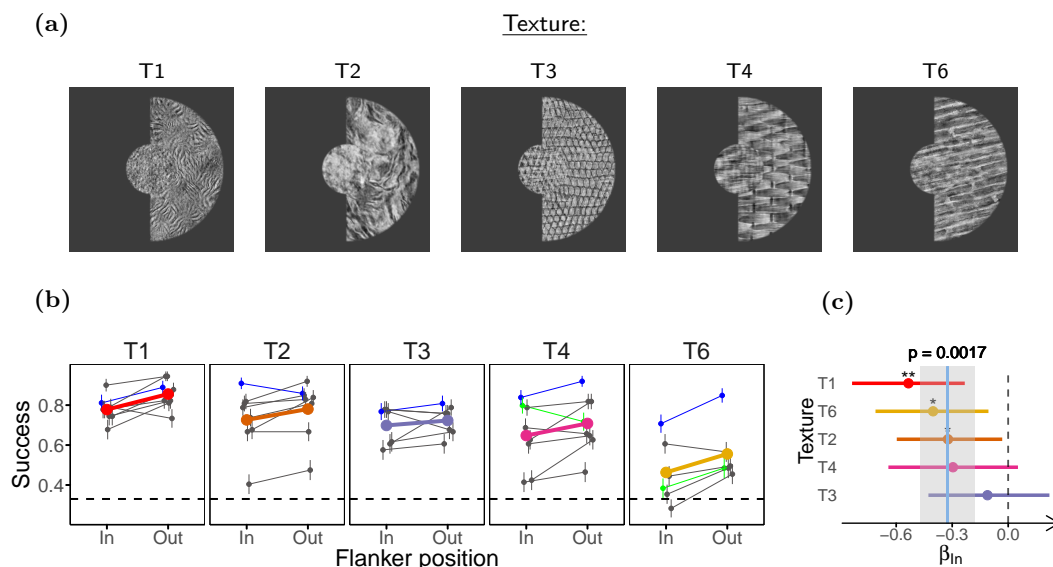 (a)
Texture:
T1 T2 T3 T4 T6
(b)
(c)
T1 T2 T3 T4 T6
p = 0.0017
Success
0.8
0.4
In Out In Out In Out In Out In Out
Flanker position
Texture
T1
**
T6
*
T2
*
T4
T3
−0.6 −0.3 0.0
βIn